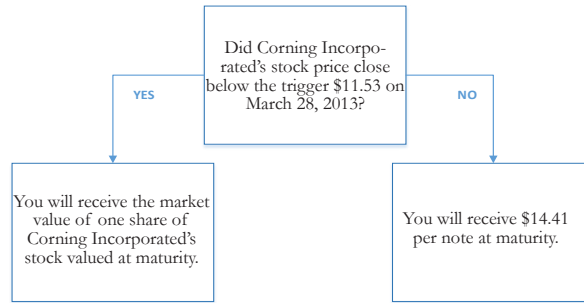 Did Corning Incorpo-
rated's stock price close
below the trigger $11.53 on
March 28, 2013?
YES
NO
You will receive the market
value of one share of
Corning Incorporated's
stock valued at maturity.
You will receive $14.41
per note at maturity.